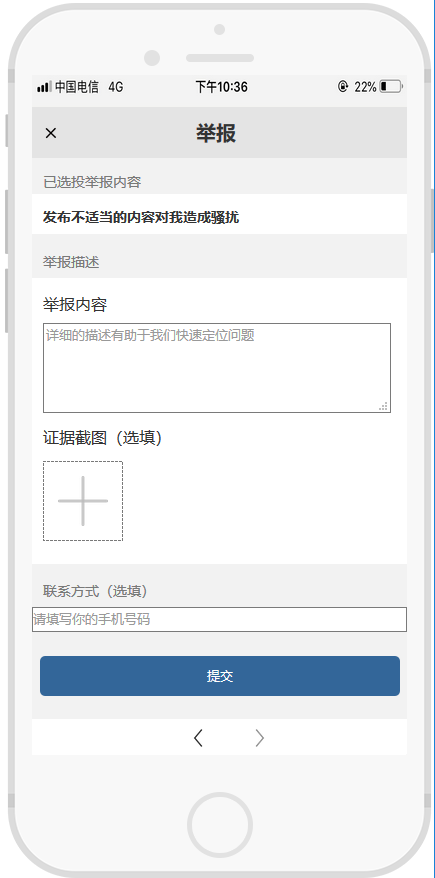 中国电信 4G 下午10:36 22%
× 举报
已选投举报内容
发布不适当的内容对我造成骚扰
举报描述
举报内容
详细的描述有助于我们快速定位问题
证据截图（选填）
联系方式（选填）
请填写你的手机号码
提交